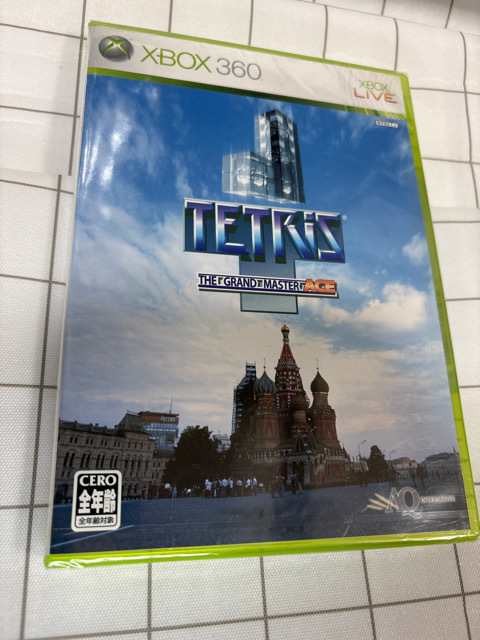 XBOX 360
XBOX
LIVE
TETRIS
THE GRAND MASTER ACE
CERO
全年齢
全年齢対象
AQ INTERACTIVE